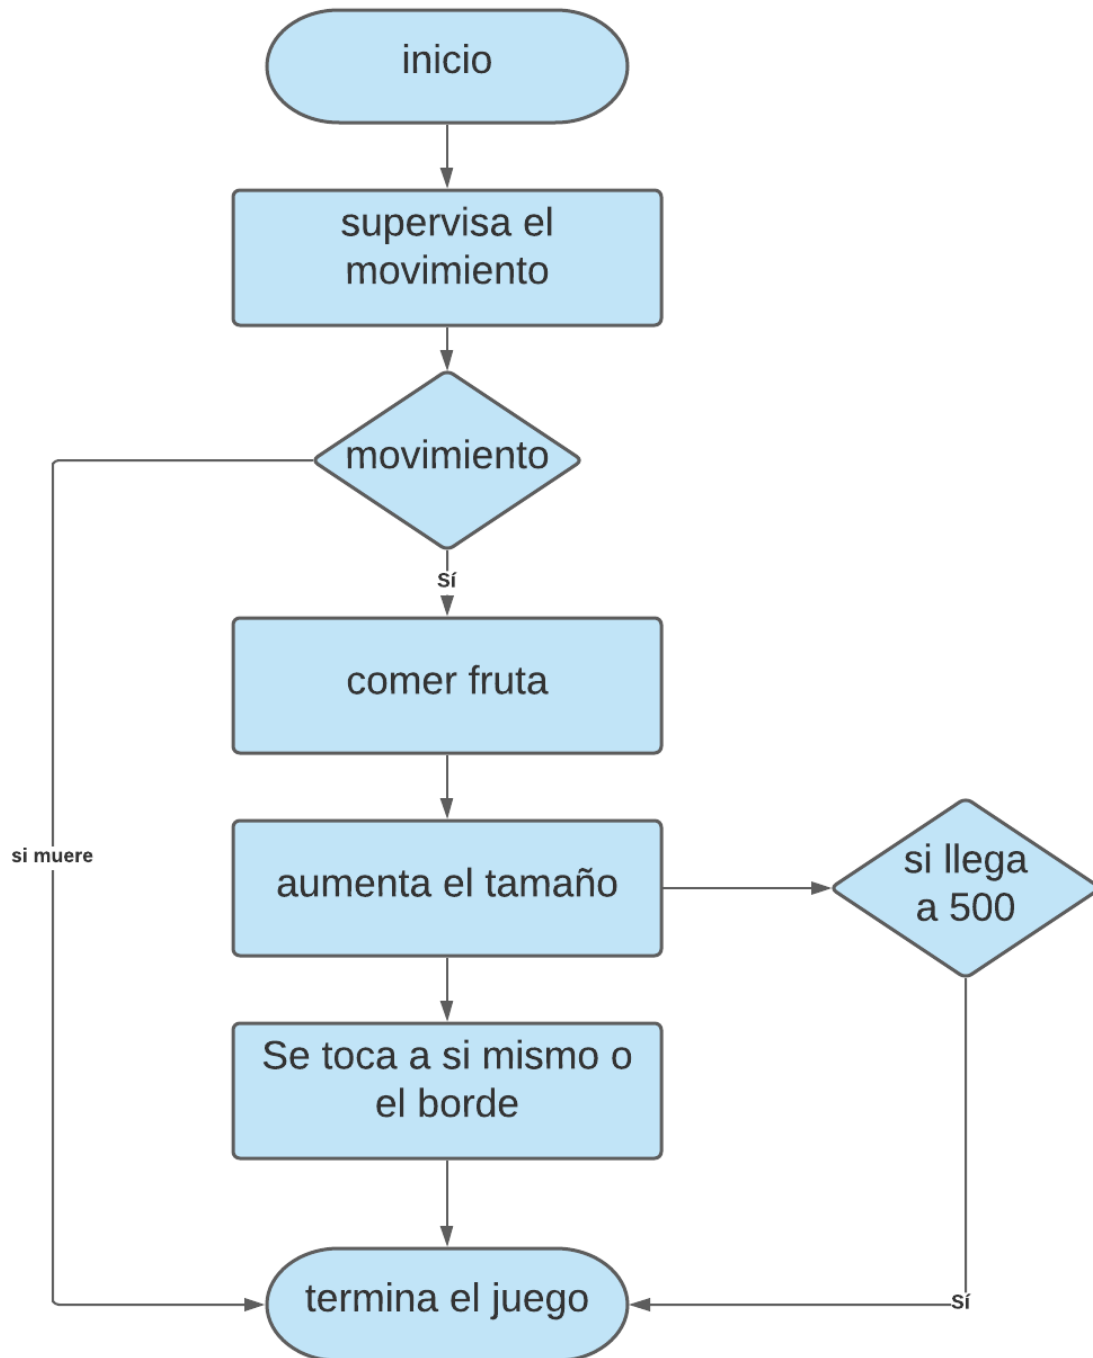 inicio
supervisa el
movimiento
movimiento
Sí
comer fruta
si muere
aumenta el tamaño
si llega
a 500
Se toca a si mismo o
el borde
termina el juego
Sí